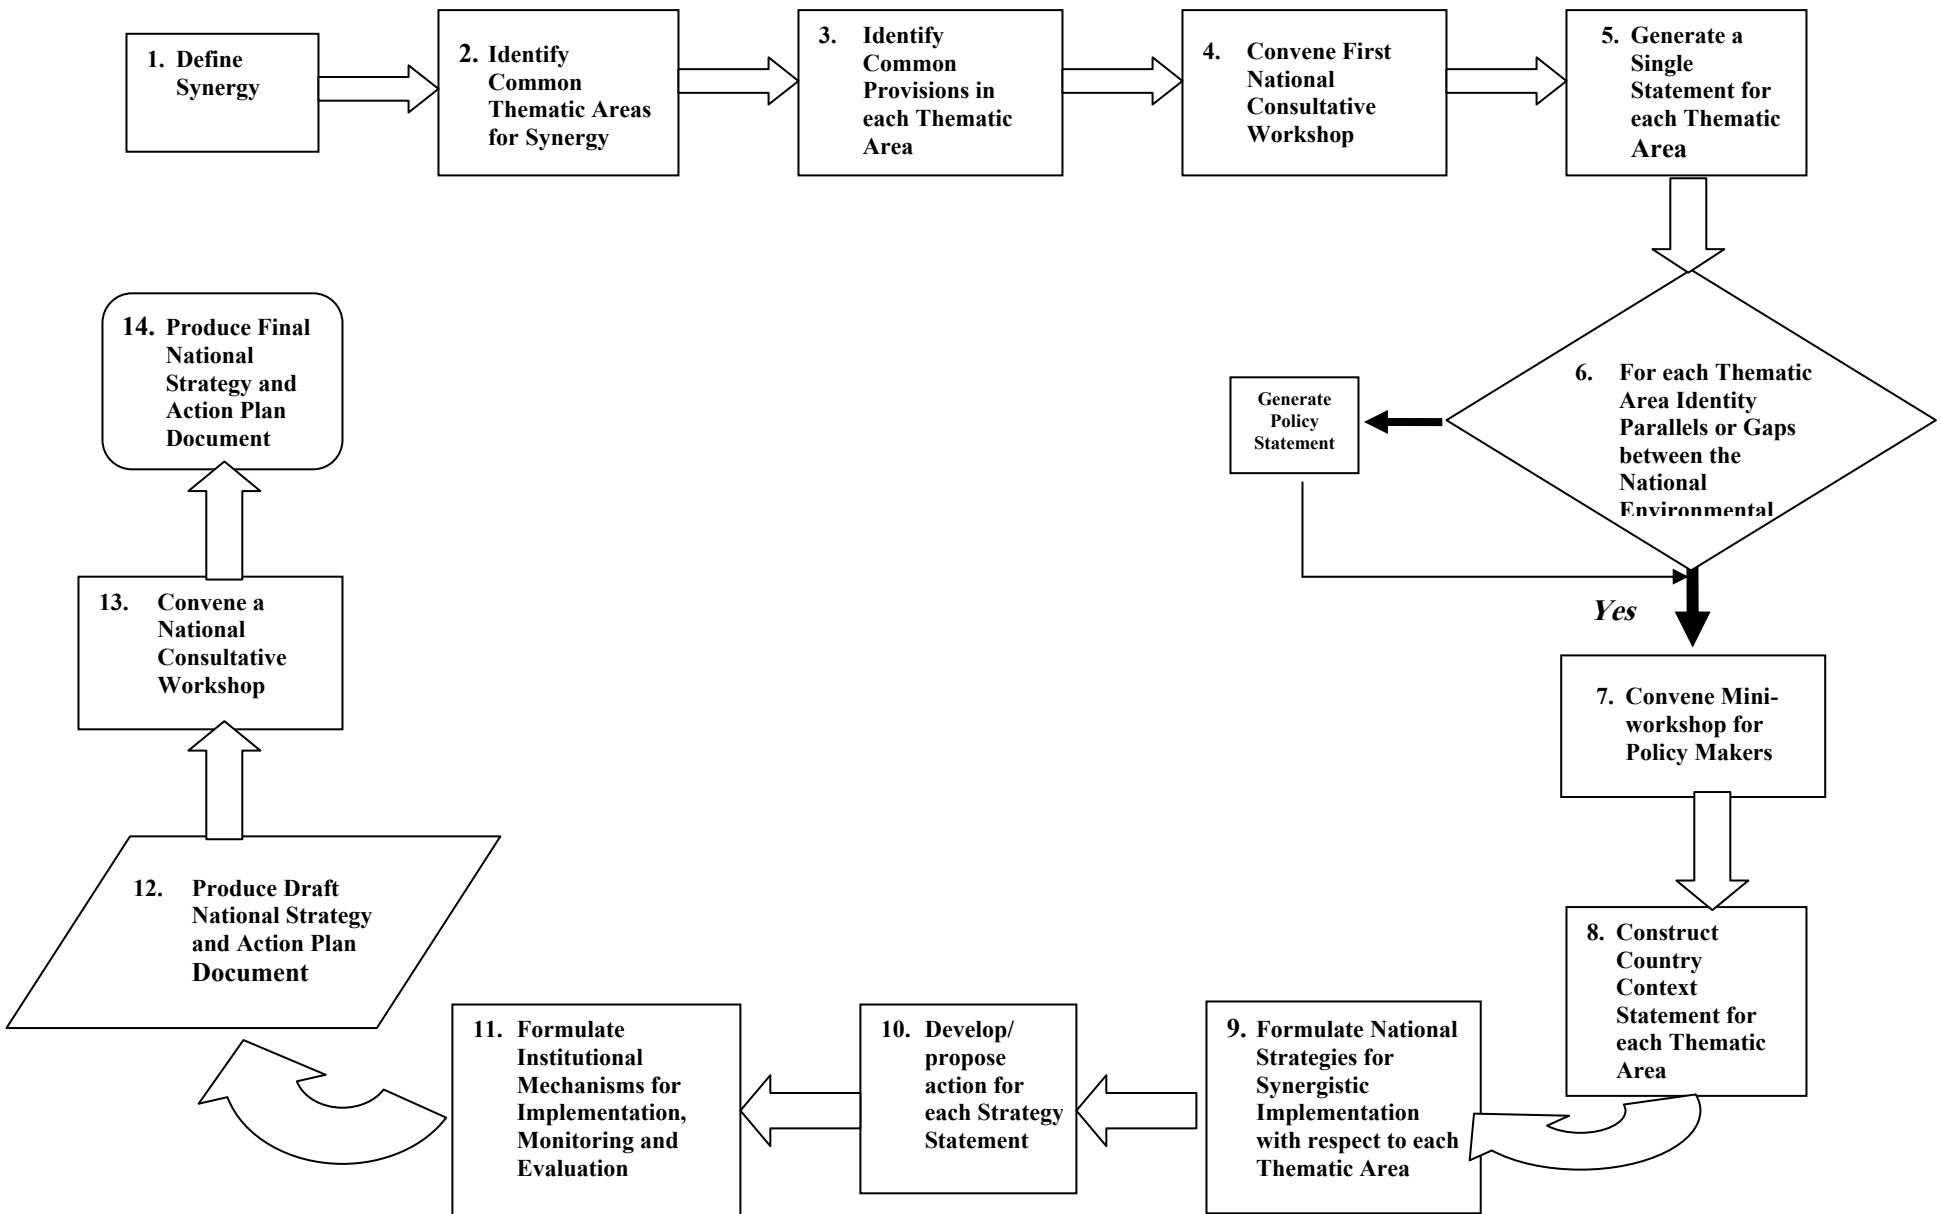 1. Define
Synergy
2. Identify
Common
Thematic Areas
for Synergy
3. Identify
Common
Provisions in
each Thematic
Area
4. Convene First
National
Consultative
Workshop
5. Generate a
Single
Statement for
each Thematic
Area
6. For each Thematic
Area Identity
Parallels or Gaps
between the
National
Environmental
Generate
Policy
Statement
Yes
7. Convene Mini-
workshop for
Policy Makers
8. Construct
Country
Context
Statement for
each Thematic
Area
9. Formulate National
Strategies for
Synergistic
Implementation
with respect to each
Thematic Area
10. Develop/
propose
action for
each Strategy
Statement
11. Formulate
Institutional
Mechanisms for
Implementation,
Monitoring and
Evaluation
12. Produce Draft
National Strategy
and Action Plan
Document
13. Convene a
National
Consultative
Workshop
14. Produce Final
National
Strategy and
Action Plan
Document